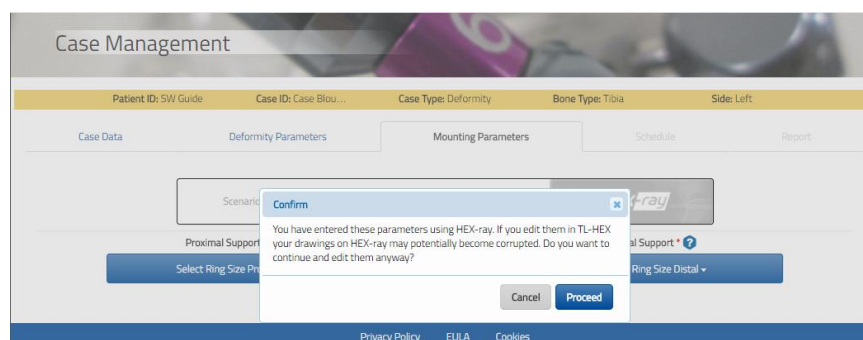 Case Management
Patient ID: SW Guide Case ID: Case Blou... Case Type: Deformity Bone Type: Tibia Side: Left
Case Data Deformity Parameters Mounting Parameters Schedule Report
Scenario
-ray
Confirm
You have entered these parameters using HEX-ray. If you edit them in TL-HEX
your drawings on HEX-ray may potentially become corrupted. Do you want to
continue and edit them anyway?
Cancel Proceed
Proximal Support
al Support * ?
Select Ring Size Pr
Ring Size Distal
Privacy Policy EULA Cookies